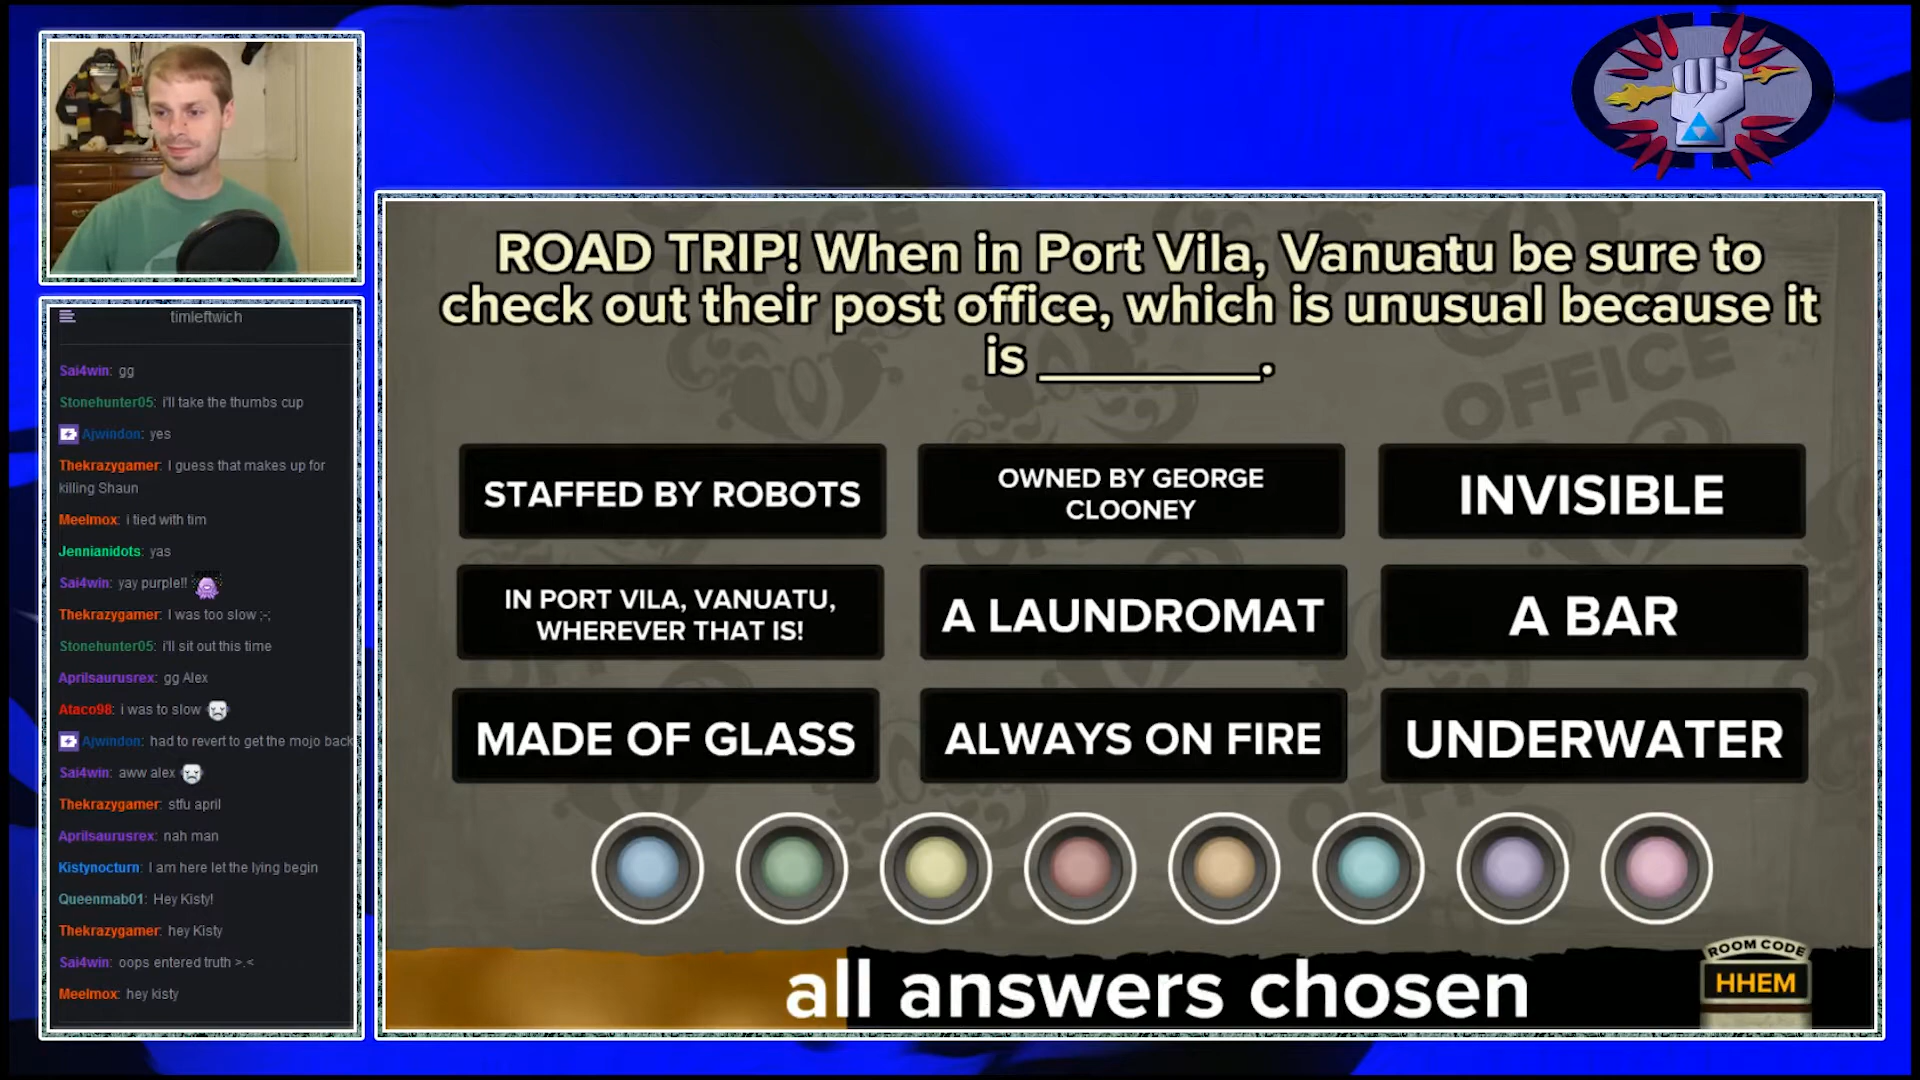 timleftwich
Sai4win: gg
Stonehunter05: i'll take the thumbs cup
Ajwindon: yes
Thekrazygamer: I guess that makes up for
killing Shaun
Meelmox: i tied with tim
Jennianidots: yas
Sai4win: yay purple!!
Thekrazygamer: I was too slow ;-;
Stonehunter05: i'll sit out this time
Aprilsaurusrex: gg Alex
Ataco98: i was to slow
Ajwindon: had to revert to get the mojo back
Sai4win: aww alex
Thekrazygamer: stfu april
Aprilsaurusrex: nah man
Kistynocturn: I am here let the lying begin
Queenmab01: Hey Kisty!
Thekrazygamer: hey Kisty
Sai4win: oops entered truth >.<
Meelmox: hey kisty
ROAD TRIP! When in Port Vila, Vanuatu be sure to
check out their post office, which is unusual because it
is ________.
STAFFED BY ROBOTS
OWNED BY GEORGE
CLOONEY
INVISIBLE
IN PORT VILA, VANUATU,
WHEREVER THAT IS!
A LAUNDROMAT
A BAR
MADE OF GLASS
ALWAYS ON FIRE
UNDERWATER
OFFICE
all answers chosen
ROOM CODE
HHEM